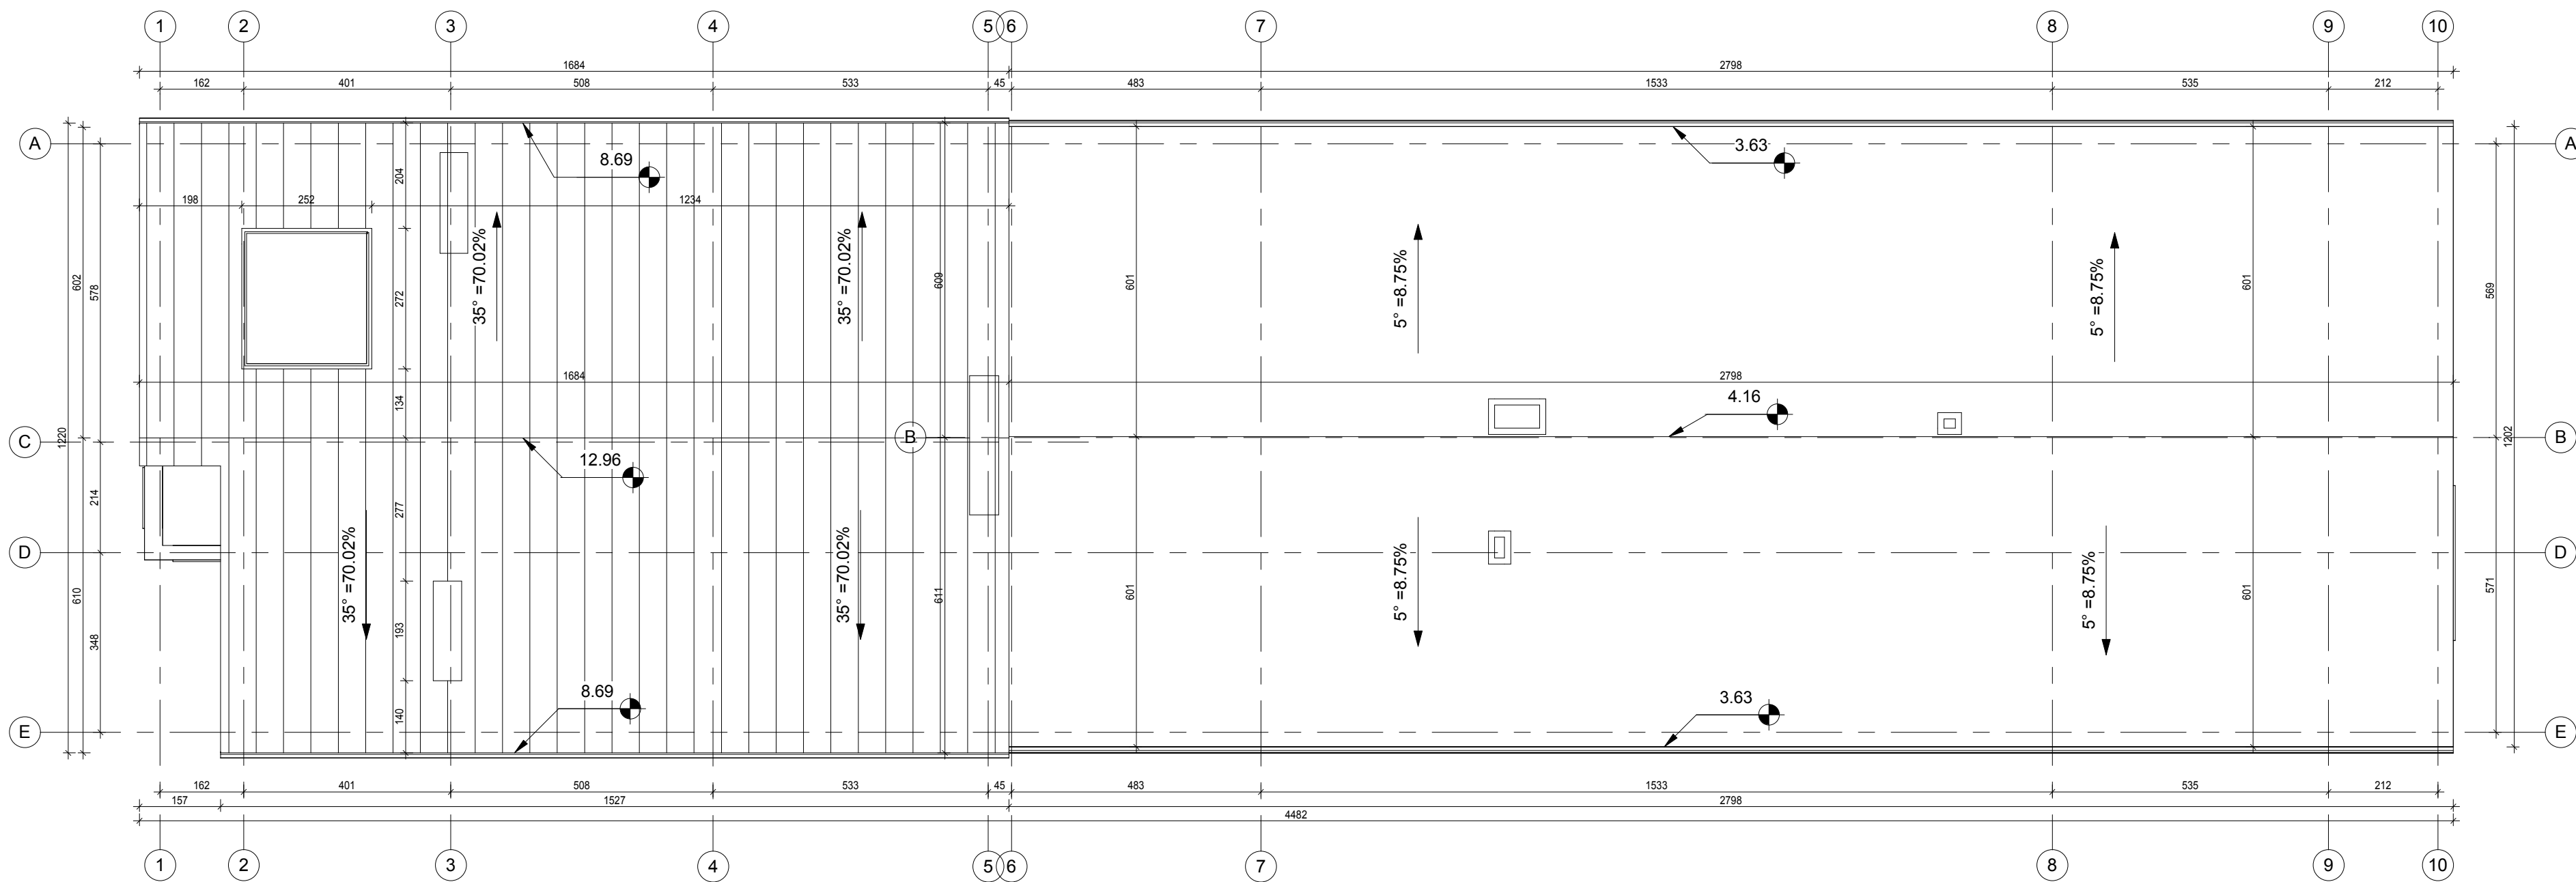 1 2 3 4 5 6 7 8 9 10
1684 2798
162 401 508 533 45 483 1533 535 212
A A
8.69 3.63
204
198 252 1234
35° =70.02% 35° =70.02% 5° =8.75% 5° =8.75%
602 578 272 609 601 601 569
1684 2798
134 4.16
C B B
1220 1202
12.96
214 277
D D
35° =70.02% 35° =70.02% 5° =8.75% 5° =8.75%
610 348 193 611 601 601 571
8.69 3.63
140
E E
162 401 508 533 45 483 1533 535 212
157 1527 2798
4482
1 2 3 4 5 6 7 8 9 10